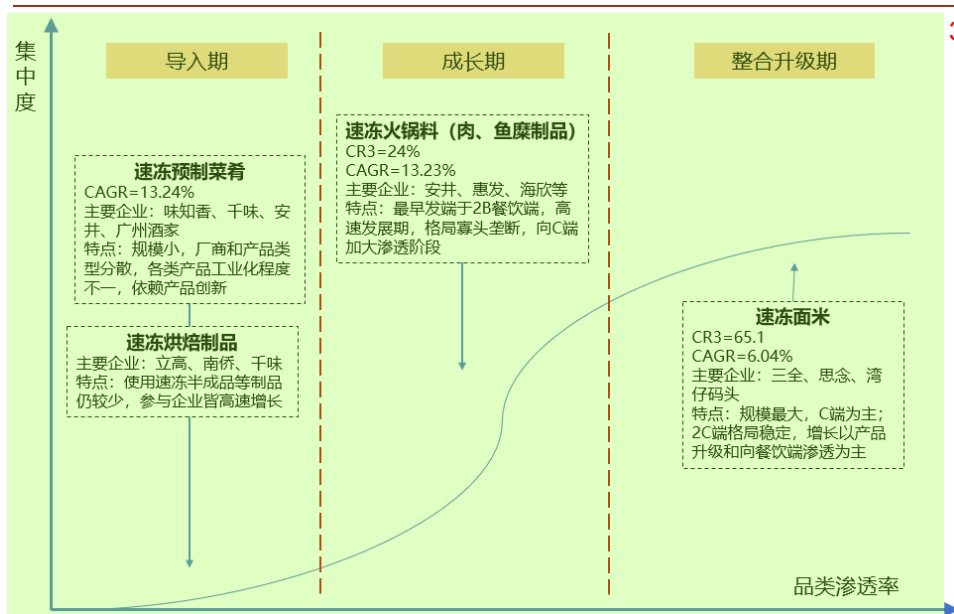 集中度
导入期
成长期
整合升级期
3
速冻预制菜肴
CAGR=13.24%
主要企业：味知香、千味、安
井、广州酒家
特点：规模小，厂商和产品类
型分散，各类产品工业化程度
不一，依赖产品创新
速冻烘焙制品
主要企业：立高、南侨、千味
特点：使用速冻半成品等制品
仍较少，参与企业皆高速增长
速冻火锅料（肉、鱼糜制品）
CR3=24%
CAGR=13.23%
主要企业：安井、惠发、海欣等
特点：最早发端于2B餐饮端，高
速发展期，格局寡头垄断，向C端
加大渗透阶段
速冻面米
CR3=65.1
CAGR=6.04%
主要企业：三全、思念、湾
仔码头
特点：规模最大，C端为主；
2C端格局稳定，增长以产品
升级和向餐饮端渗透为主
品类渗透率